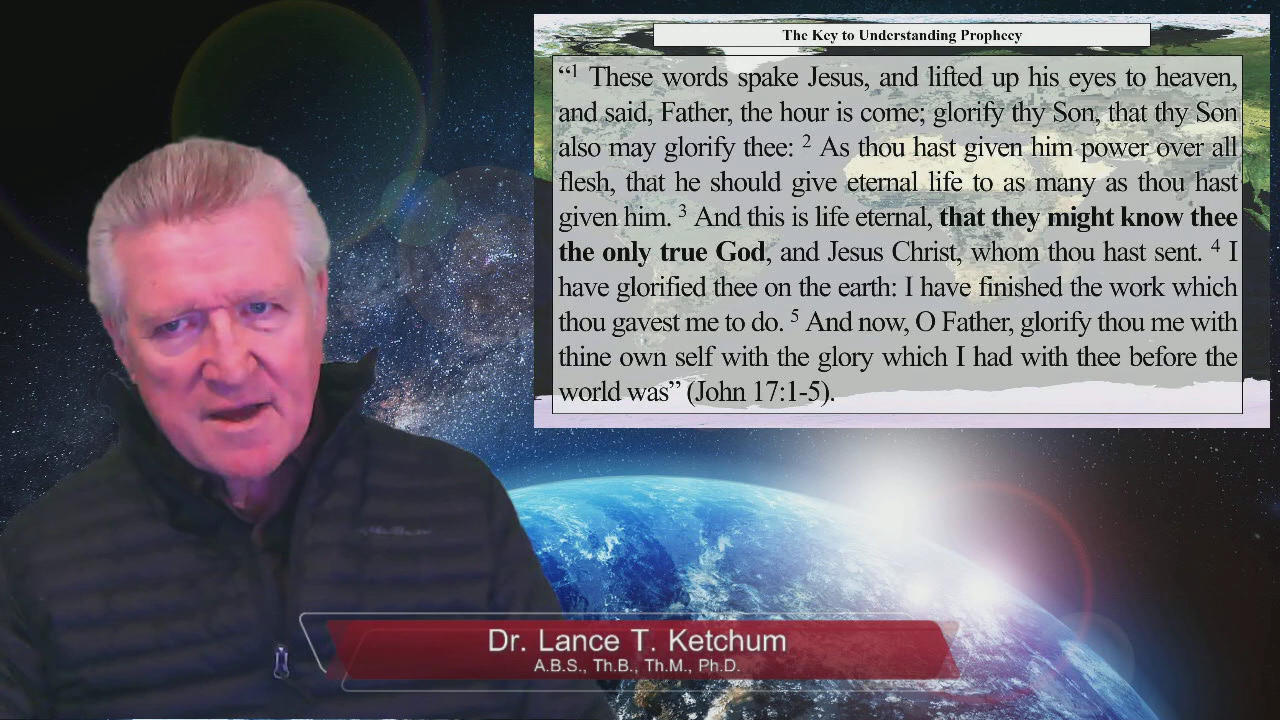 The Key to Understanding Prophecy
“1 These words spake Jesus, and lifted up his eyes to heaven,
and said, Father, the hour is come; glorify thy Son, that thy Son
also may glorify thee: 2 As thou hast given him power over all
flesh, that he should give eternal life to as many as thou hast
given him. 3 And this is life eternal, that they might know thee
the only true God, and Jesus Christ, whom thou hast sent. 4 I
have glorified thee on the earth: I have finished the work which
thou gavest me to do. 5 And now, O Father, glorify thou me with
thine own self with the glory which I had with thee before the
world was” (John 17:1-5).
Dr. Lance T. Ketchum
A.B.S., Th.B., Th.M., Ph.D.